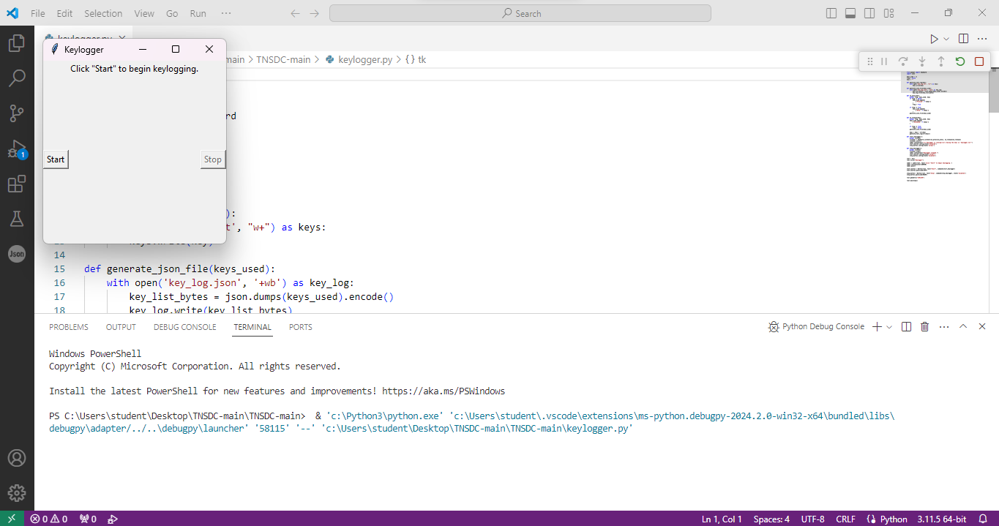 File Edit Selection View Go Run ··· Search
keylogger.py
Keylogger
Click "Start" to begin keylogging.
Start Stop
main > TNSDC-main > keylogger.py > {} tk
rd
):
t', "w+") as keys:
14
15 def generate_json_file(keys_used):
16 with open('key_log.json', '+wb') as key_log:
17 key_list_bytes = json.dumps(keys_used).encode()
18 key_log.write(key_list_bytes)
1
Json
PROBLEMS OUTPUT DEBUG CONSOLE TERMINAL PORTS Python Debug Console
Windows PowerShell
Copyright (C) Microsoft Corporation. All rights reserved.
Install the latest PowerShell for new features and improvements! https://aka.ms/PSWindows
PS C:\Users\student\Desktop\TNSDC-main\TNSDC-main> & 'c:\Python3\python.exe' 'c:\Users\student\.vscode\extensions\ms-python.debugpy-2024.2.0-win32-x64\bundled\libs\
debugpy\adapter/../..\debugpy\launcher' '58115' '--' 'c:\Users\student\Desktop\TNSDC-main\TNSDC-main\keylogger.py'
0 0 0 Ln 1, Col 1 Spaces: 4 UTF-8 CRLF {} Python 3.11.5 64-bit